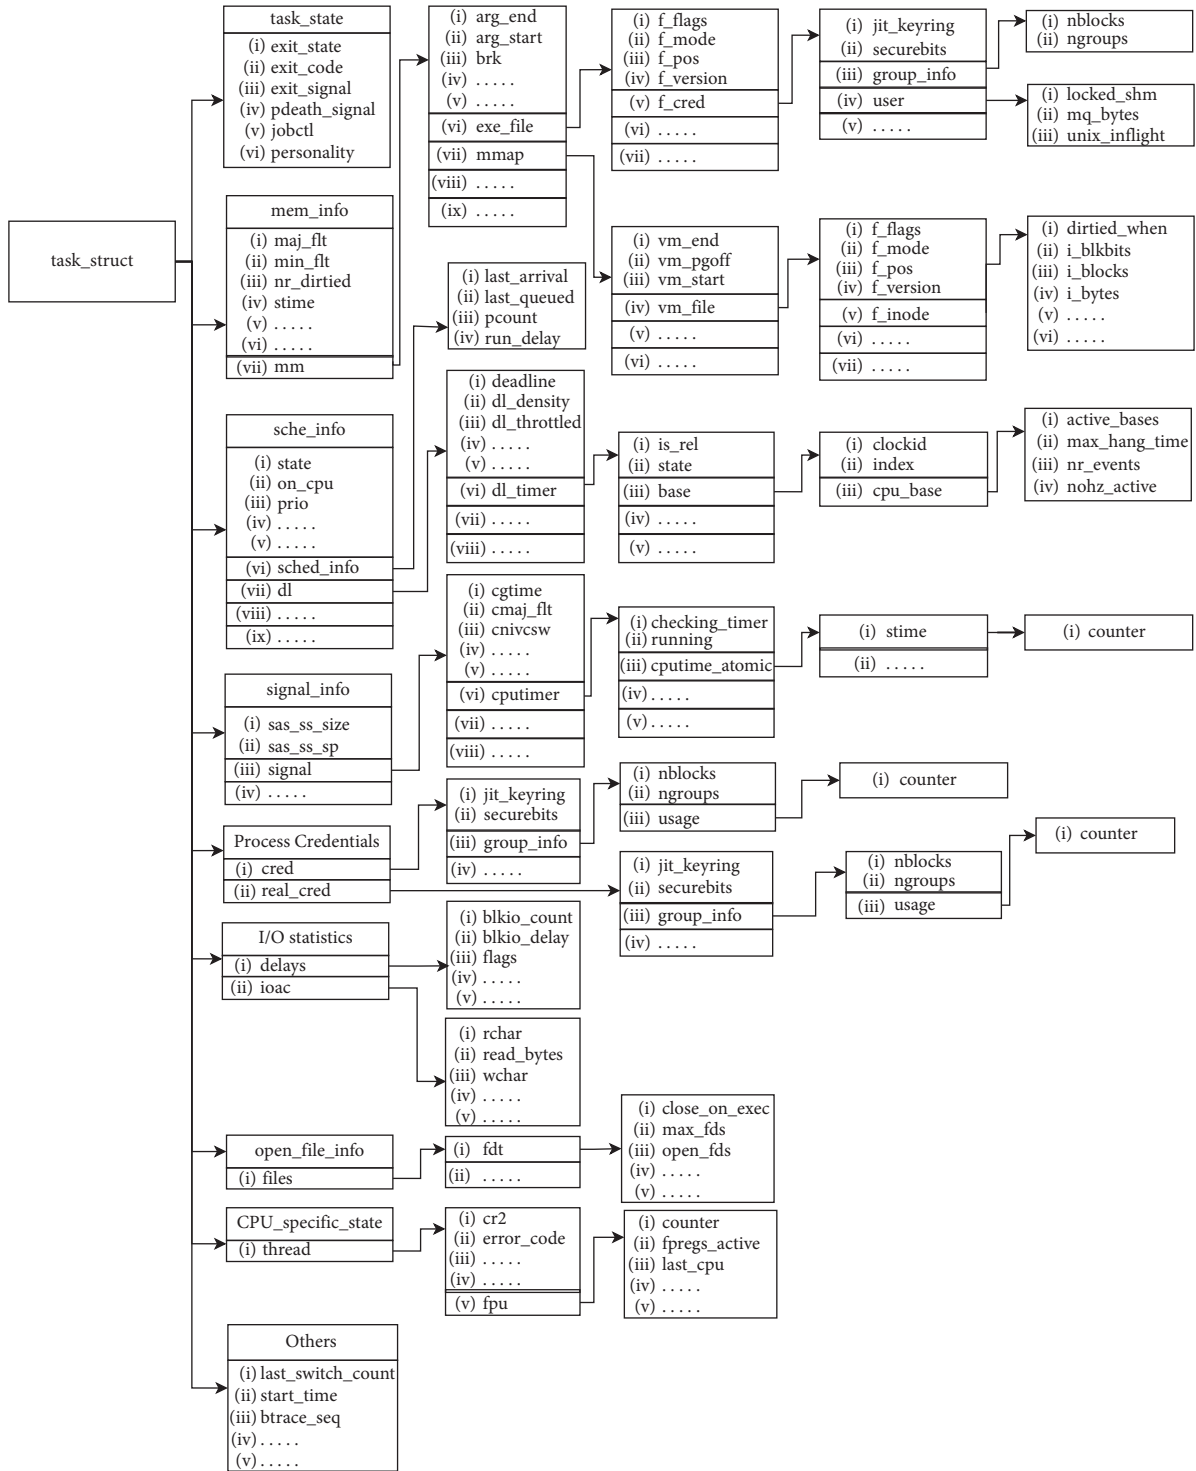 task_struct
task_state
(i) exit_state
(ii) exit_code
(iii) exit_signal
(iv) pdeath_signal
(v) jobctl
(vi) personality
mem_info
(i) maj_flt
(ii) min_flt
(iii) nr_dirtied
(iv) stime
(v) .....
(vi) .....
(vii) mm
sche_info
(i) state
(ii) on_cpu
(iii) prio
(iv) .....
(v) .....
(vi) sched_info
(vii) dl
(viii) .....
(ix) .....
signal_info
(i) sas_ss_size
(ii) sas_ss_sp
(iii) signal
(iv) .....
Process Credentials
(i) cred
(ii) real_cred
I/O statistics
(i) delays
(ii) ioac
open_file_info
(i) files
CPU_specific_state
(i) thread
Others
(i) last_switch_count
(ii) start_time
(iii) btrace_seq
(iv) .....
(v) .....
(i) arg_end
(ii) arg_start
(iii) brk
(iv) .....
(v) .....
(vi) exe_file
(vii) mmap
(viii) .....
(ix) .....
(i) last_arrival
(ii) last_queued
(iii) pcount
(iv) run_delay
(i) deadline
(ii) dl_density
(iii) dl_throttled
(iv) .....
(v) .....
(vi) dl_timer
(vii) .....
(viii) .....
(i) cgtime
(ii) cmaj_flt
(iii) cnivcsw
(iv) .....
(v) .....
(vi) cputimer
(vii) .....
(viii) .....
(i) jit_keyring
(ii) securebits
(iii) group_info
(iv) .....
(i) blkio_count
(ii) blkio_delay
(iii) flags
(iv) .....
(v) .....
(i) rchar
(ii) read_bytes
(iii) wchar
(iv) .....
(v) .....
(i) fdt
(ii) .....
(i) cr2
(ii) error_code
(iii) .....
(iv) .....
(v) fpu
(i) f_flags
(ii) f_mode
(iii) f_pos
(iv) f_version
(v) f_cred
(vi) .....
(vii) .....
(i) vm_end
(ii) vm_pgoff
(iii) vm_start
(iv) vm_file
(v) .....
(vi) .....
(i) is_rel
(ii) state
(iii) base
(iv) .....
(v) .....
(i) checking_timer
(ii) running
(iii) cputime_atomic
(iv) .....
(v) .....
(i) nblocks
(ii) ngroups
(iii) usage
(i) jit_keyring
(ii) securebits
(iii) group_info
(iv) .....
(i) close_on_exec
(ii) max_fds
(iii) open_fds
(iv) .....
(v) .....
(i) counter
(ii) fpregs_active
(iii) last_cpu
(iv) .....
(v) .....
(i) jit_keyring
(ii) securebits
(iii) group_info
(iv) user
(v) .....
(i) f_flags
(ii) f_mode
(iii) f_pos
(iv) f_version
(v) f_inode
(vi) .....
(vii) .....
(i) clockid
(ii) index
(iii) cpu_base
(i) stime
(ii) .....
(i) counter
(i) nblocks
(ii) ngroups
(iii) usage
(i) nblocks
(ii) ngroups
(i) locked_shm
(ii) mq_bytes
(iii) unix_inflight
(i) dirtied_when
(ii) i_blkbits
(iii) i_blocks
(iv) i_bytes
(v) .....
(vi) .....
(i) active_bases
(ii) max_hang_time
(iii) nr_events
(iv) nohz_active
(i) counter
(i) counter